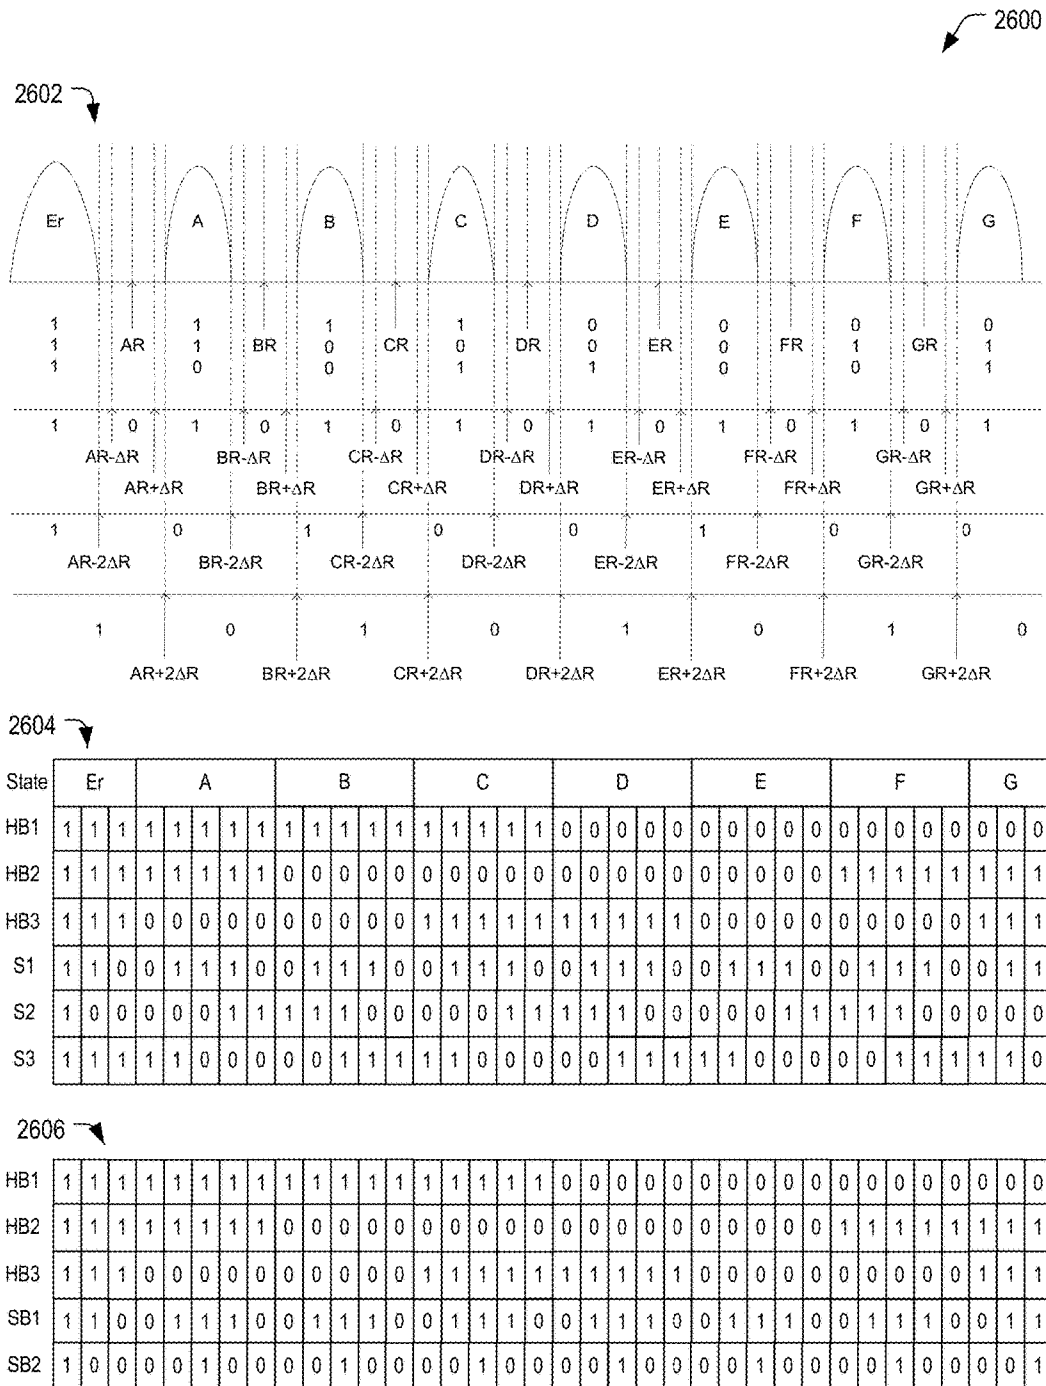 2600
2602
Er A B C D E F G
1 1 1 1 0 0 0 0
1 AR 1 BR 0 CR 0 DR 0 ER 0 FR 1 GR 1
1 0 0 1 1 0 0 1
1 0 1 0 1 0 1 0 1 0 1 0 1 0 1
AR-ΔR BR-ΔR CR-ΔR DR-ΔR ER-ΔR FR-ΔR GR-ΔR
AR+ΔR BR+ΔR CR+ΔR DR+ΔR ER+ΔR FR+ΔR GR+ΔR
1 0 1 0 0 1 0 0
AR-2ΔR BR-2ΔR CR-2ΔR DR-2ΔR ER-2ΔR FR-2ΔR GR-2ΔR
1 0 1 0 1 0 1 0
AR+2ΔR BR+2ΔR CR+2ΔR DR+2ΔR ER+2ΔR FR+2ΔR GR+2ΔR
2604
State Er A B C D E F G
HB1 1 1 1 1 1 1 1 1 1 1 1 1 1 1 1 1 1 1 0 0 0 0 0 0 0 0 0 0 0 0 0 0 0 0 0 0
HB2 1 1 1 1 1 1 1 1 0 0 0 0 0 0 0 0 0 0 0 0 0 0 0 0 0 0 0 0 1 1 1 1 1 1 1 1
HB3 1 1 1 0 0 0 0 0 0 0 0 0 0 1 1 1 1 1 1 1 1 1 1 0 0 0 0 0 0 0 0 0 0 1 1 1
S1 1 1 0 0 1 1 1 0 0 1 1 1 0 0 1 1 1 0 0 1 1 1 0 0 1 1 1 0 0 1 1 1 0 0 1 1
S2 1 0 0 0 0 0 1 1 1 1 1 0 0 0 0 0 1 1 1 1 1 0 0 0 0 0 1 1 1 1 1 0 0 0 0 0
S3 1 1 1 1 1 0 0 0 0 0 1 1 1 1 1 0 0 0 0 0 1 1 1 1 1 0 0 0 0 0 1 1 1 1 1 0
2606
HB1 1 1 1 1 1 1 1 1 1 1 1 1 1 1 1 1 1 1 0 0 0 0 0 0 0 0 0 0 0 0 0 0 0 0 0 0
HB2 1 1 1 1 1 1 1 1 0 0 0 0 0 0 0 0 0 0 0 0 0 0 0 0 0 0 0 0 1 1 1 1 1 1 1 1
HB3 1 1 1 0 0 0 0 0 0 0 0 0 0 1 1 1 1 1 1 1 1 1 1 0 0 0 0 0 0 0 0 0 0 1 1 1
SB1 1 1 0 0 1 1 1 0 0 1 1 1 0 0 1 1 1 0 0 1 1 1 0 0 1 1 1 0 0 1 1 1 0 0 1 1
SB2 1 0 0 0 0 1 0 0 0 0 1 0 0 0 0 1 0 0 0 0 1 0 0 0 0 1 0 0 0 0 1 0 0 0 0 1